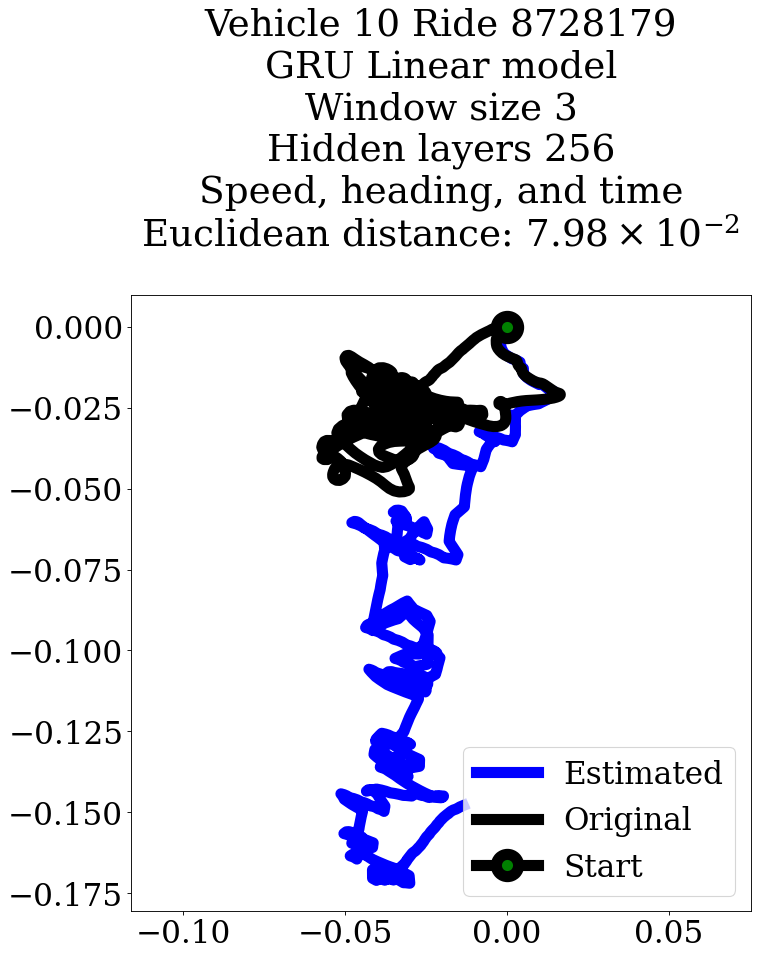 Vehicle 10 Ride 8728179
GRU Linear model
Window size 3
Hidden layers 256
Speed, heading, and time
Euclidean distance: 7.98 × 10⁻²
0.000
−0.025
−0.050
−0.075
−0.100
−0.125
−0.150
−0.175
Estimated
Original
Start
−0.10 −0.05 0.00 0.05